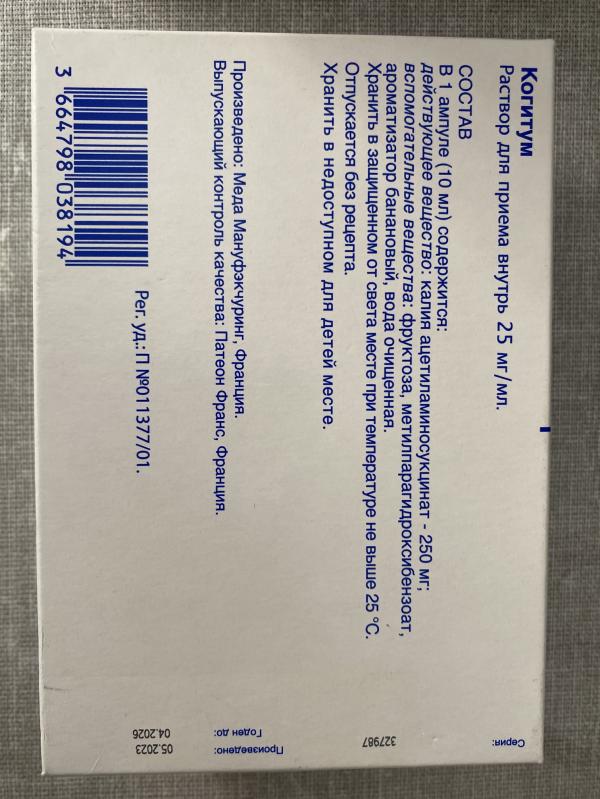 Когитум
Раствор для приема внутрь 25 мг/мл.
СОСТАВ
В 1 ампуле (10 мл) содержится:
действующее вещество: калия ацетиламиносукцинат - 250 мг;
вспомогательные вещества: фруктоза, метилпарагидроксибензоат,
ароматизатор банановый, вода очищенная.
Хранить в защищенном от света месте при температуре не выше 25 °C.
Отпускается без рецепта.
Хранить в недоступном для детей месте.
Произведено: Меда Мануфэкчуринг, Франция.
Выпускающий контроль качества: Патеон Франс, Франция.
Рег. уд.:П №011377/01.
3 664798 038194
Серия:
327987
Произведено:
05.2023
Годен до:
04.2026